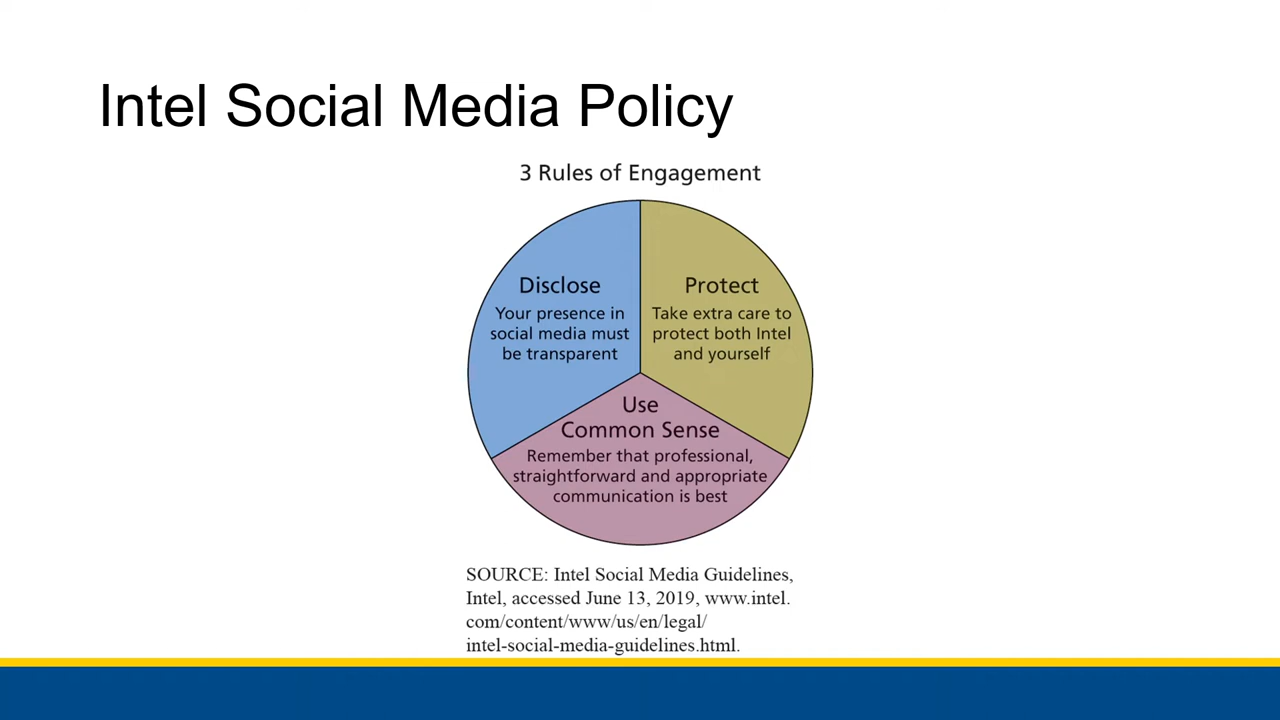 Intel Social Media Policy
3 Rules of Engagement
Disclose
Your presence in
social media must
be transparent
Protect
Take extra care to
protect both Intel
and yourself
Use
Common Sense
Remember that professional,
straightforward and appropriate
communication is best
SOURCE: Intel Social Media Guidelines,
Intel, accessed June 13, 2019, www.intel.
com/content/www/us/en/legal/
intel-social-media-guidelines.html.